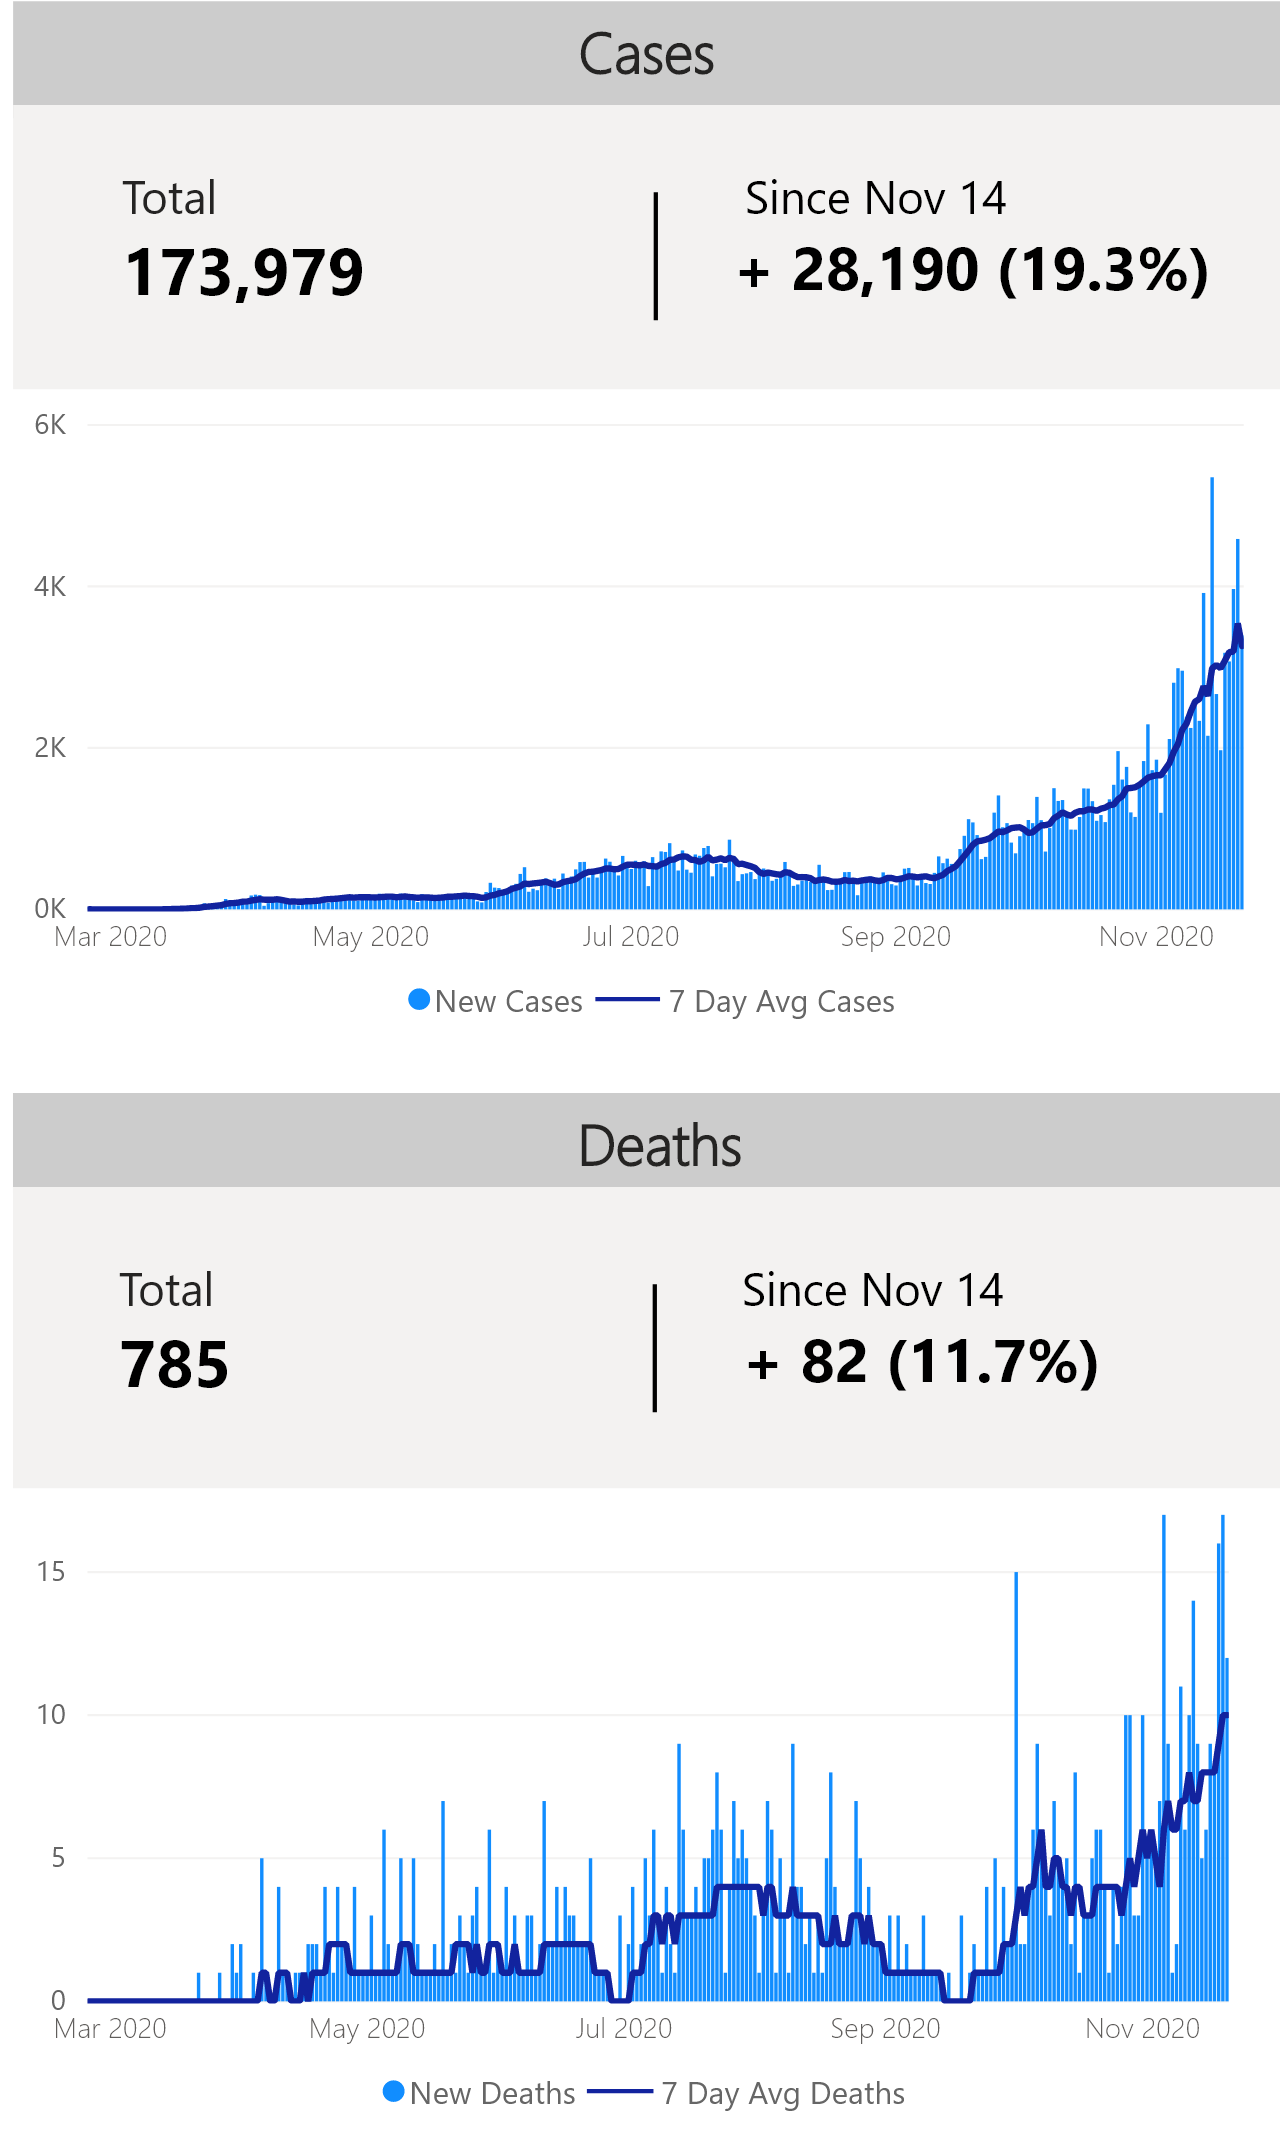 Cases
Total
173,979
Since Nov 14
+ 28,190 (19.3%)
6K
4K
2K
0K
Mar 2020 May 2020 Jul 2020 Sep 2020 Nov 2020
New Cases 7 Day Avg Cases
Deaths
Total
785
Since Nov 14
+ 82 (11.7%)
15
10
5
0
Mar 2020 May 2020 Jul 2020 Sep 2020 Nov 2020
New Deaths 7 Day Avg Deaths